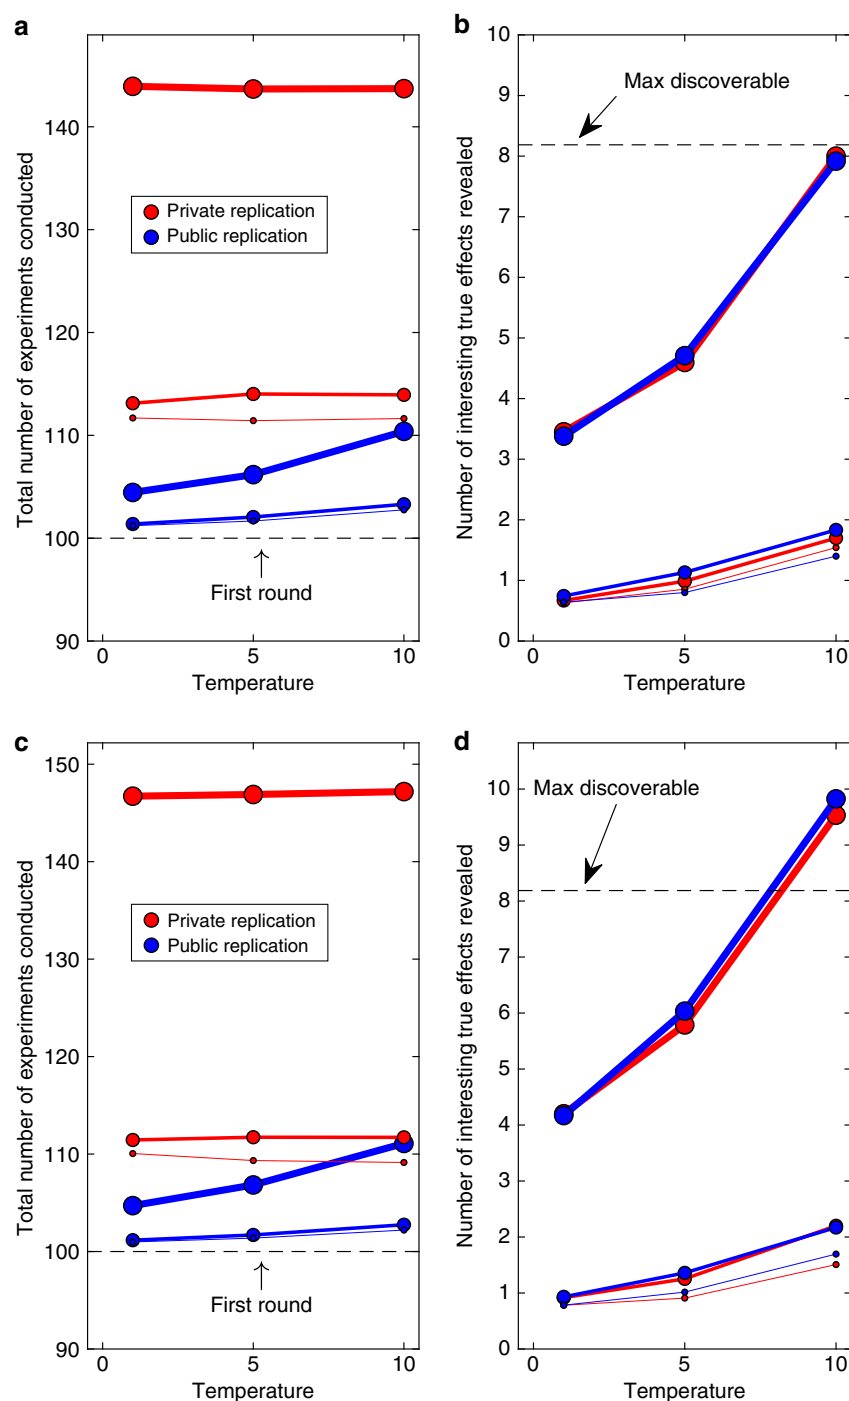 a
Total number of experiments conducted
140
130
120
110
100
90
Private replication
Public replication
First round
0
5
10
Temperature
b
Number of interesting true effects revealed
10
9
8
7
6
5
4
3
2
1
0
Max discoverable
0
5
10
Temperature
c
Total number of experiments conducted
150
140
130
120
110
100
90
Private replication
Public replication
First round
0
5
10
Temperature
d
Number of interesting true effects revealed
10
9
8
7
6
5
4
3
2
1
0
Max discoverable
0
5
10
Temperature